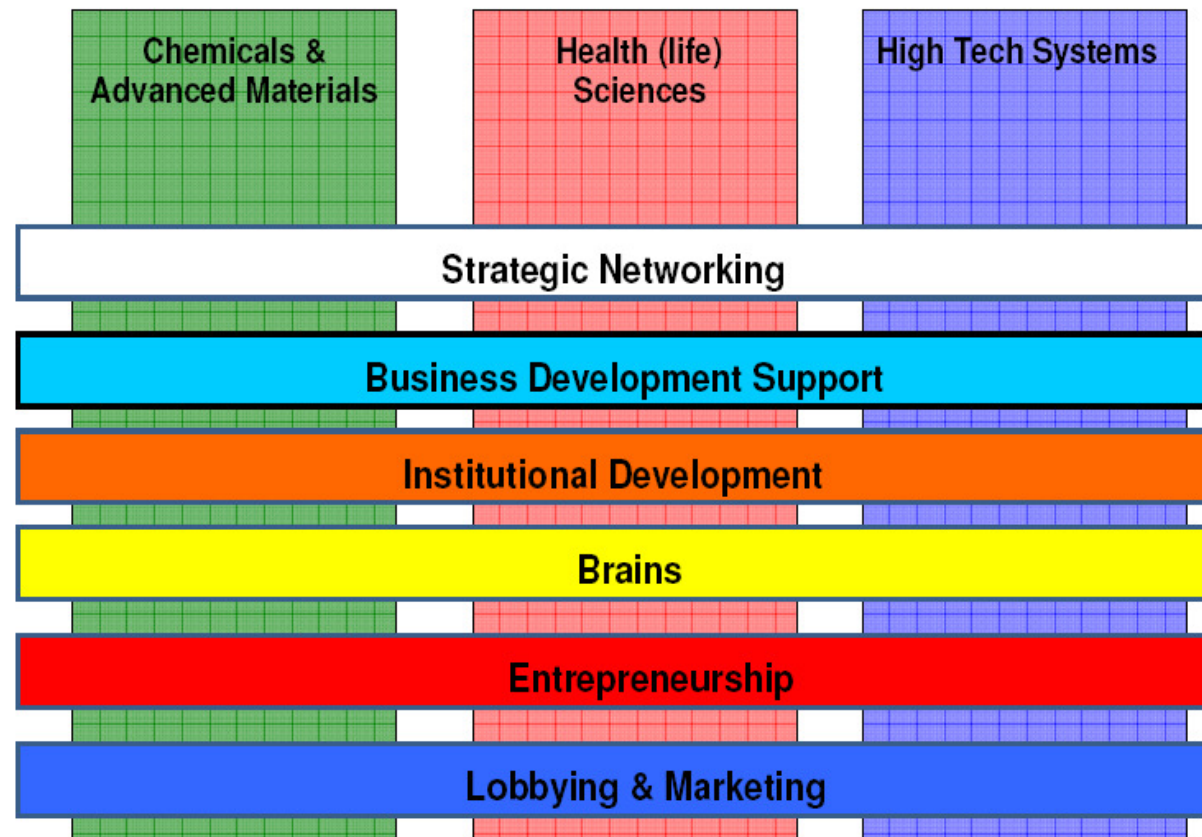 Chemicals &
Advanced Materials
Health (life)
Sciences
High Tech Systems
Strategic Networking
Business Development Support
Institutional Development
Brains
Entrepreneurship
Lobbying & Marketing